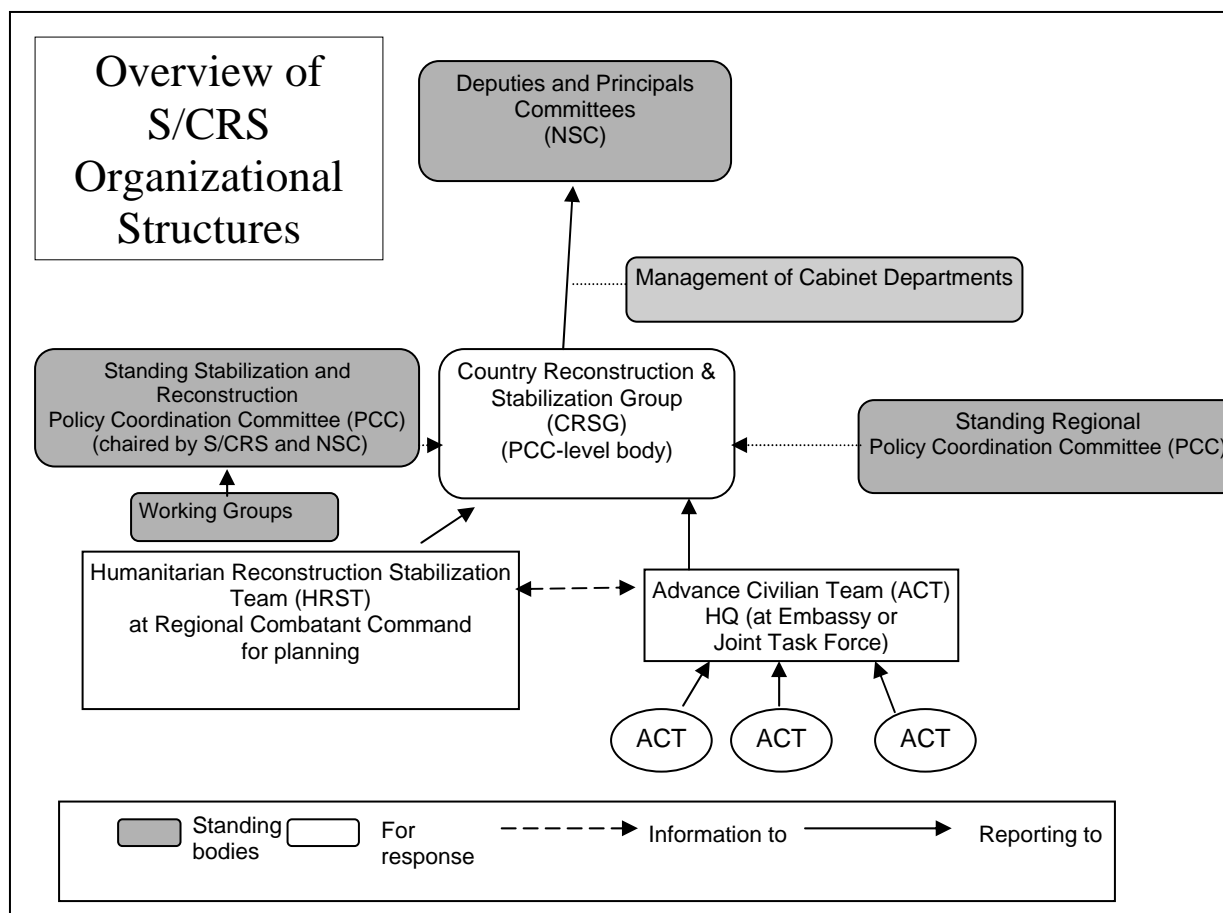 Overview of
S/CRS
Organizational
Structures
Deputies and Principals
Committees
(NSC)
Management of Cabinet Departments
Standing Stabilization and
Reconstruction
Policy Coordination Committee (PCC)
(chaired by S/CRS and NSC)
Country Reconstruction &
Stabilization Group
(CRSG)
(PCC-level body)
Standing Regional
Policy Coordination Committee (PCC)
Working Groups
Humanitarian Reconstruction Stabilization
Team (HRST)
at Regional Combatant Command
for planning
Advance Civilian Team (ACT)
HQ (at Embassy or
Joint Task Force)
ACT
ACT
ACT
Standing
bodies
For
response
Information to
Reporting to